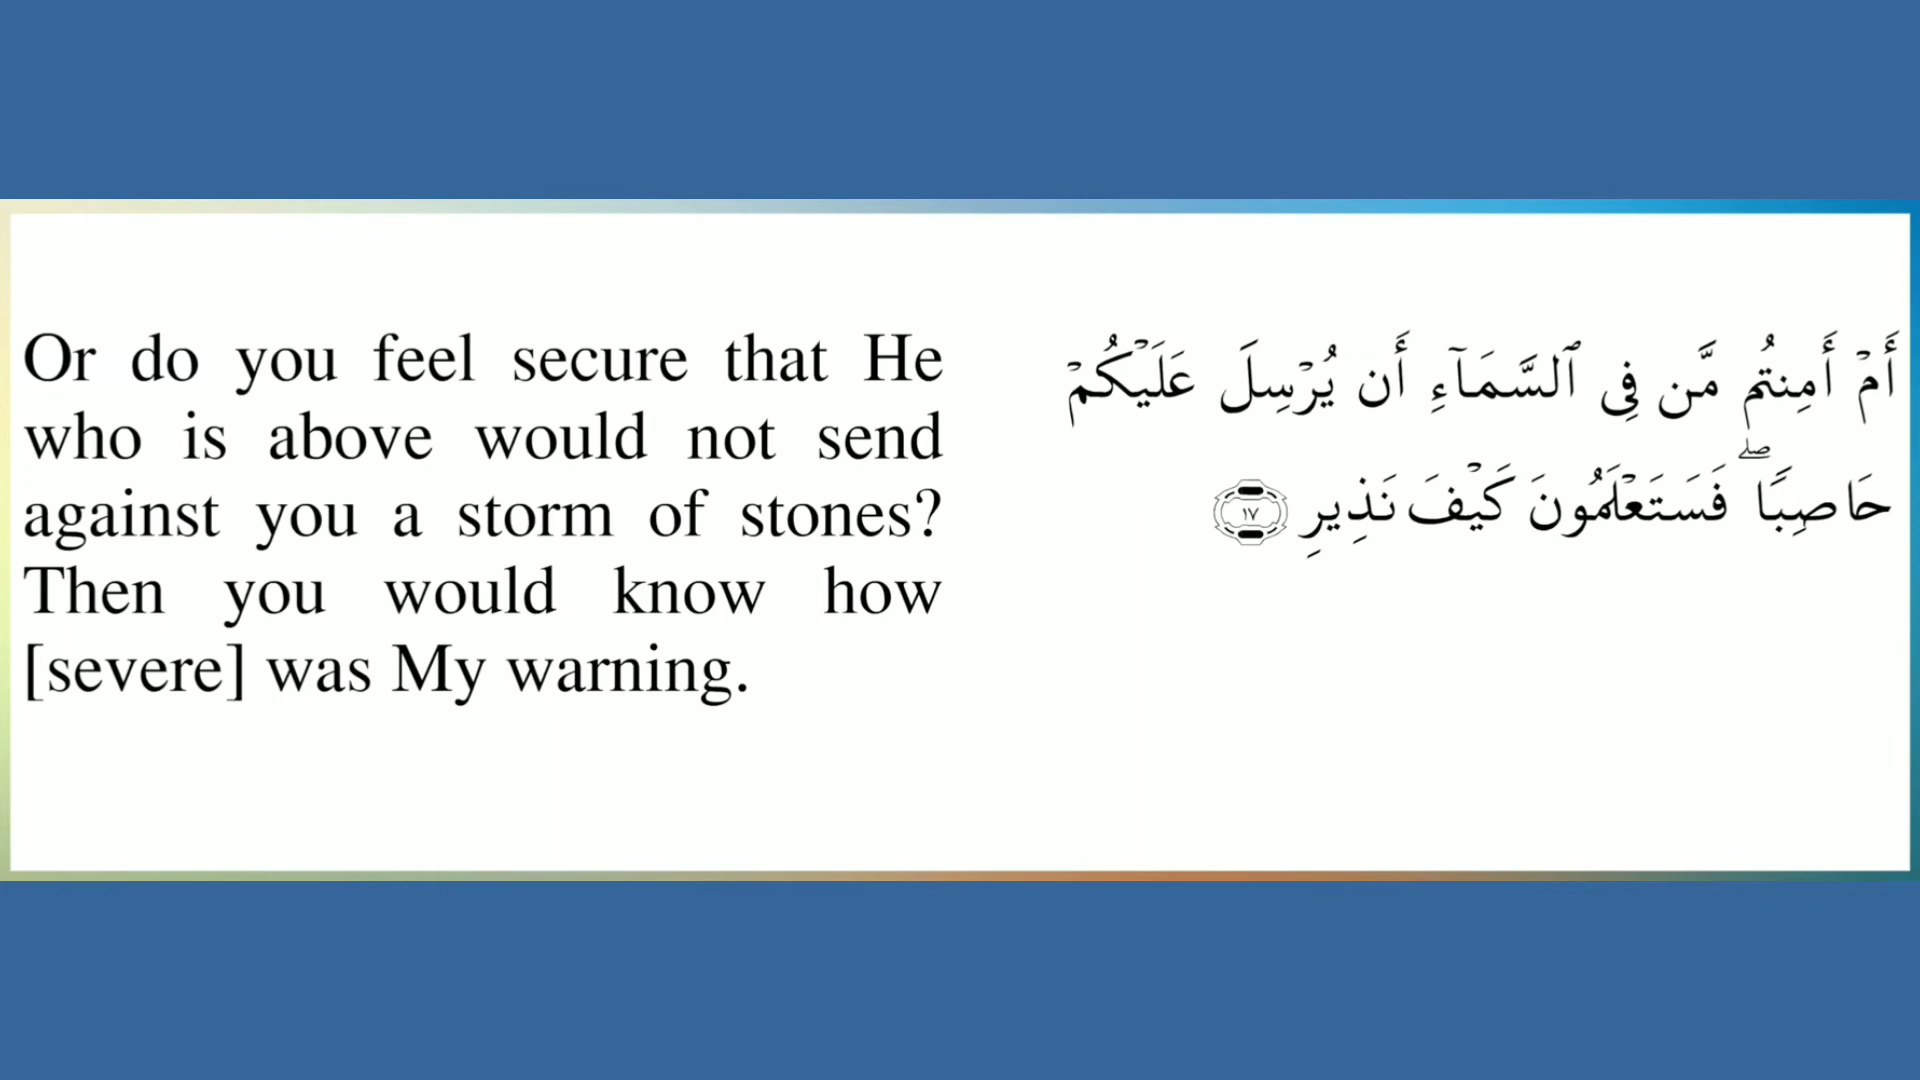 Or do you feel secure that He
who is above would not send
against you a storm of stones?
Then you would know how
[severe] was My warning.
أَمْ أَمِنتُم مَّن فِى ٱلسَّمَآءِ أَن يُرْسِلَ عَلَيْكُمْ
حَاصِبًا ۖ فَسَتَعْلَمُونَ كَيْفَ نَذِيرِ ١٧